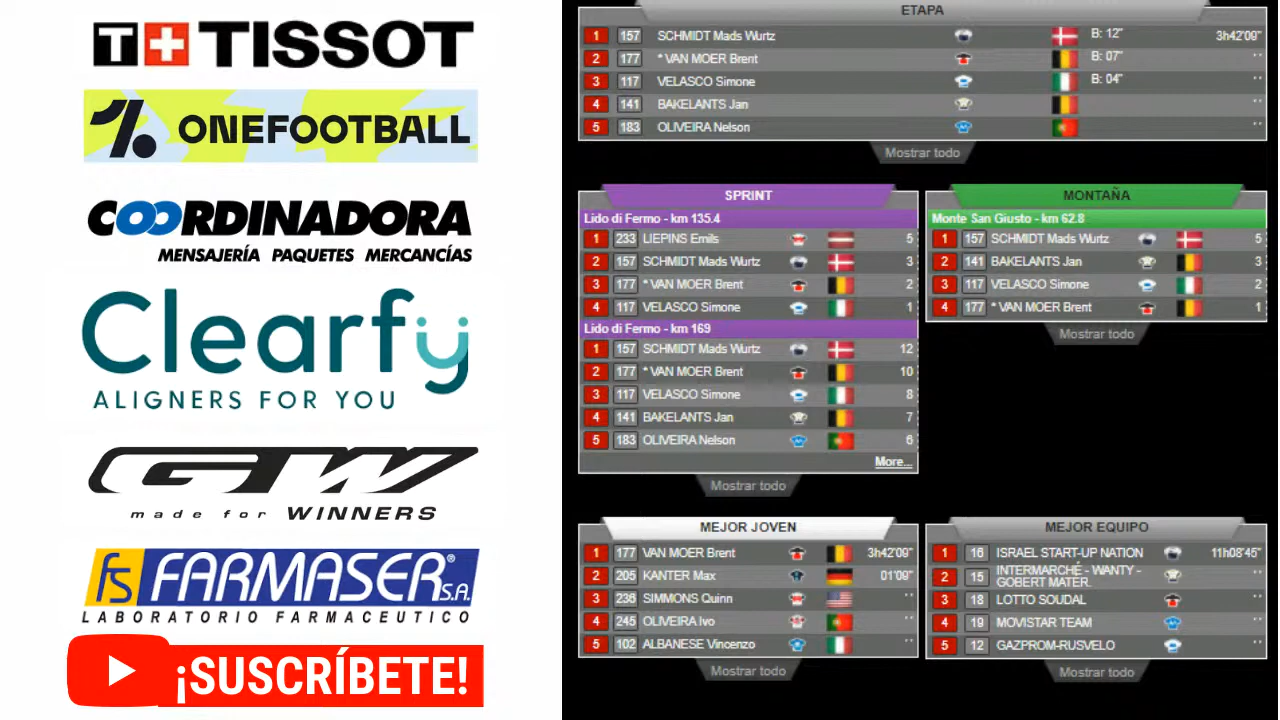 TISSOT
ONEFOOTBALL
COORDINADORA
MENSAJERÍA PAQUETES MERCANCÍAS
Clearfy
ALIGNERS FOR YOU
GW
made for WINNERS
fs FARMASER® S.A.
LABORATORIO FARMACEUTICO
¡SUSCRÍBETE!
ETAPA
1 157 SCHMIDT Mads Wurtz B: 12" 3h42'09"
2 177 * VAN MOER Brent B: 07" ''
3 117 VELASCO Simone B: 04" ''
4 141 BAKELANTS Jan ''
5 183 OLIVEIRA Nelson ''
Mostrar todo
SPRINT
Lido di Fermo - km 135.4
1 233 LIEPINS Emils 5
2 157 SCHMIDT Mads Wurtz 3
3 177 * VAN MOER Brent 2
4 117 VELASCO Simone 1
Lido di Fermo - km 169
1 157 SCHMIDT Mads Wurtz 12
2 177 * VAN MOER Brent 10
3 117 VELASCO Simone 8
4 141 BAKELANTS Jan 7
5 183 OLIVEIRA Nelson 6
More...
Mostrar todo
MONTAÑA
Monte San Giusto - km 62.8
1 157 SCHMIDT Mads Wurtz 5
2 141 BAKELANTS Jan 3
3 117 VELASCO Simone 2
4 177 * VAN MOER Brent 1
Mostrar todo
MEJOR JOVEN
1 177 VAN MOER Brent 3h42'09"
2 205 KANTER Max 01'09"
3 236 SIMMONS Quinn ''
4 245 OLIVEIRA Ivo ''
5 102 ALBANESE Vincenzo ''
Mostrar todo
MEJOR EQUIPO
1 16 ISRAEL START-UP NATION 11h08'45"
2 15 INTERMARCHÉ - WANTY - ''
GOBERT MATER.
3 18 LOTTO SOUDAL ''
4 19 MOVISTAR TEAM ''
5 12 GAZPROM-RUSVELO ''
Mostrar todo